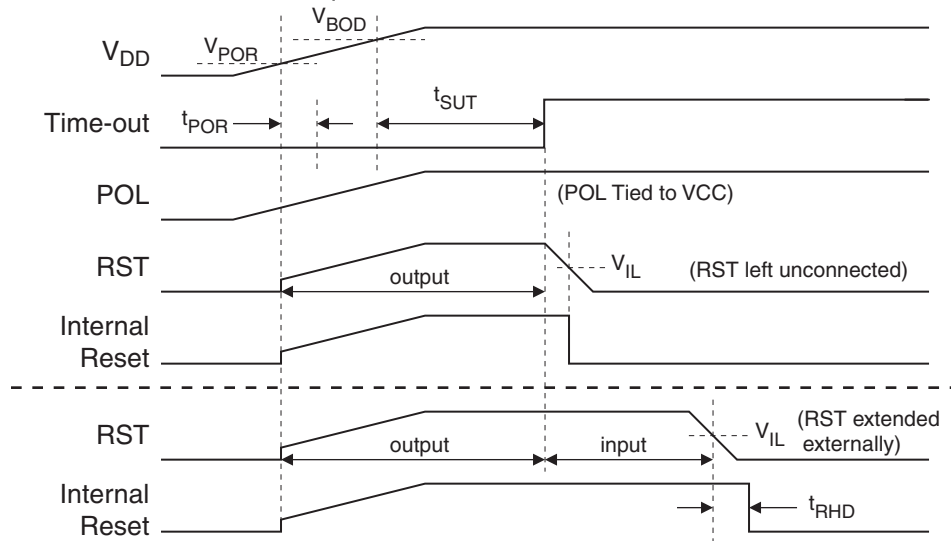 V_BOD
V_POR
V_DD
t_SUT
Time-out
t_POR
POL
(POL Tied to VCC)
RST
V_IL
(RST left unconnected)
output
Internal
Reset
RST
V_IL
(RST extended
externally)
output
input
Internal
Reset
t_RHD